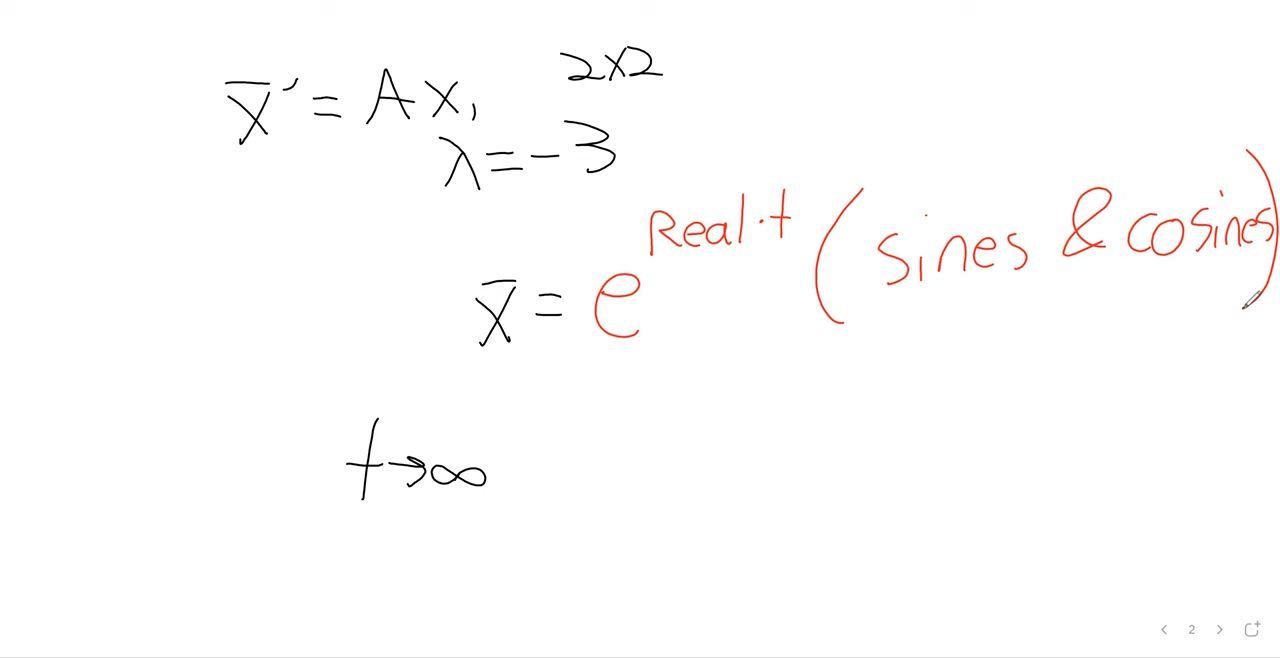 x̄' = Ax, 2x2
λ = -3
x̄ = e^(Real·t) (sines & cosines)
t→∞
2